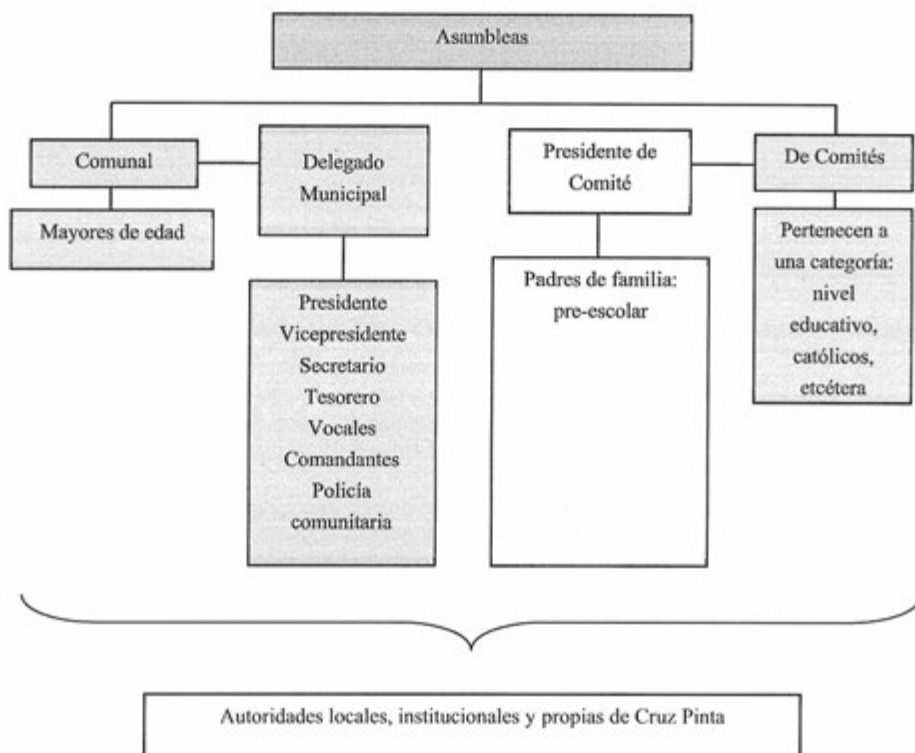 Asambleas
Comunal
Mayores de edad
Delegado
Municipal
Presidente
Vicepresidente
Secretario
Tesorero
Vocales
Comandantes
Policía
comunitaria
Presidente de
Comité
Padres de familia:
pre-escolar
De Comités
Pertenecen a
una categoría:
nivel
educativo,
católicos,
etcétera
Autoridades locales, institucionales y propias de Cruz Pinta